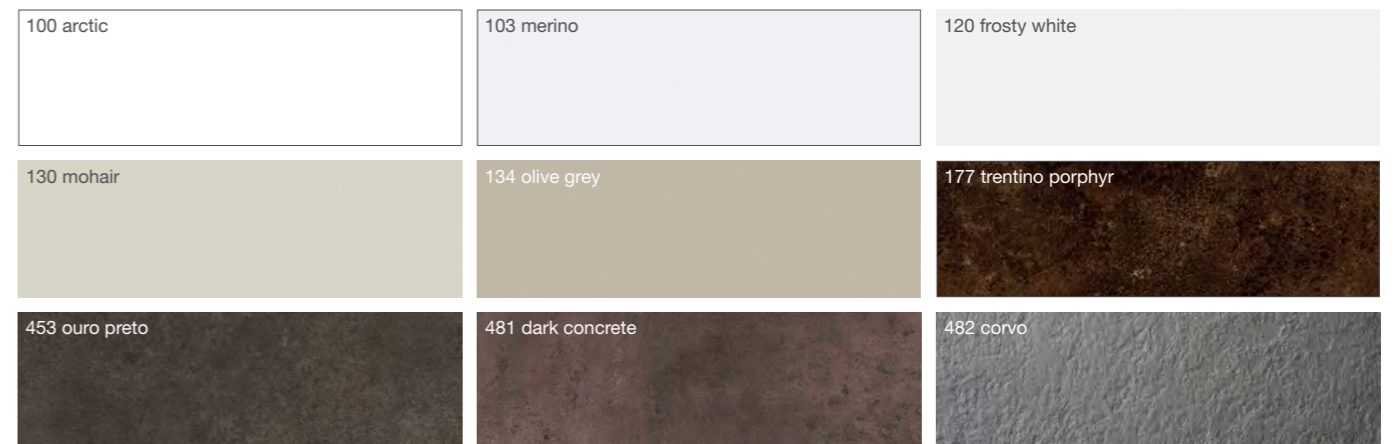 100 arctic
103 merino
120 frosty white
130 mohair
134 olive grey
177 trentino porphyr
453 ouro preto
481 dark concrete
482 corvo